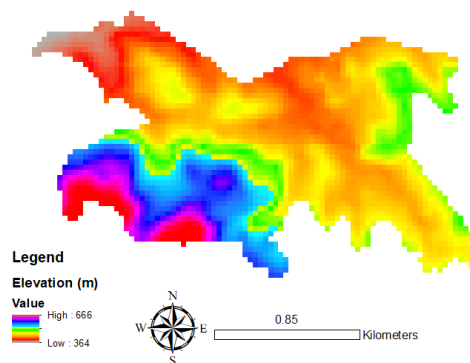 Legend
Elevation (m)
Value
High : 666
Low : 364
N
W E
S
0.85
Kilometers